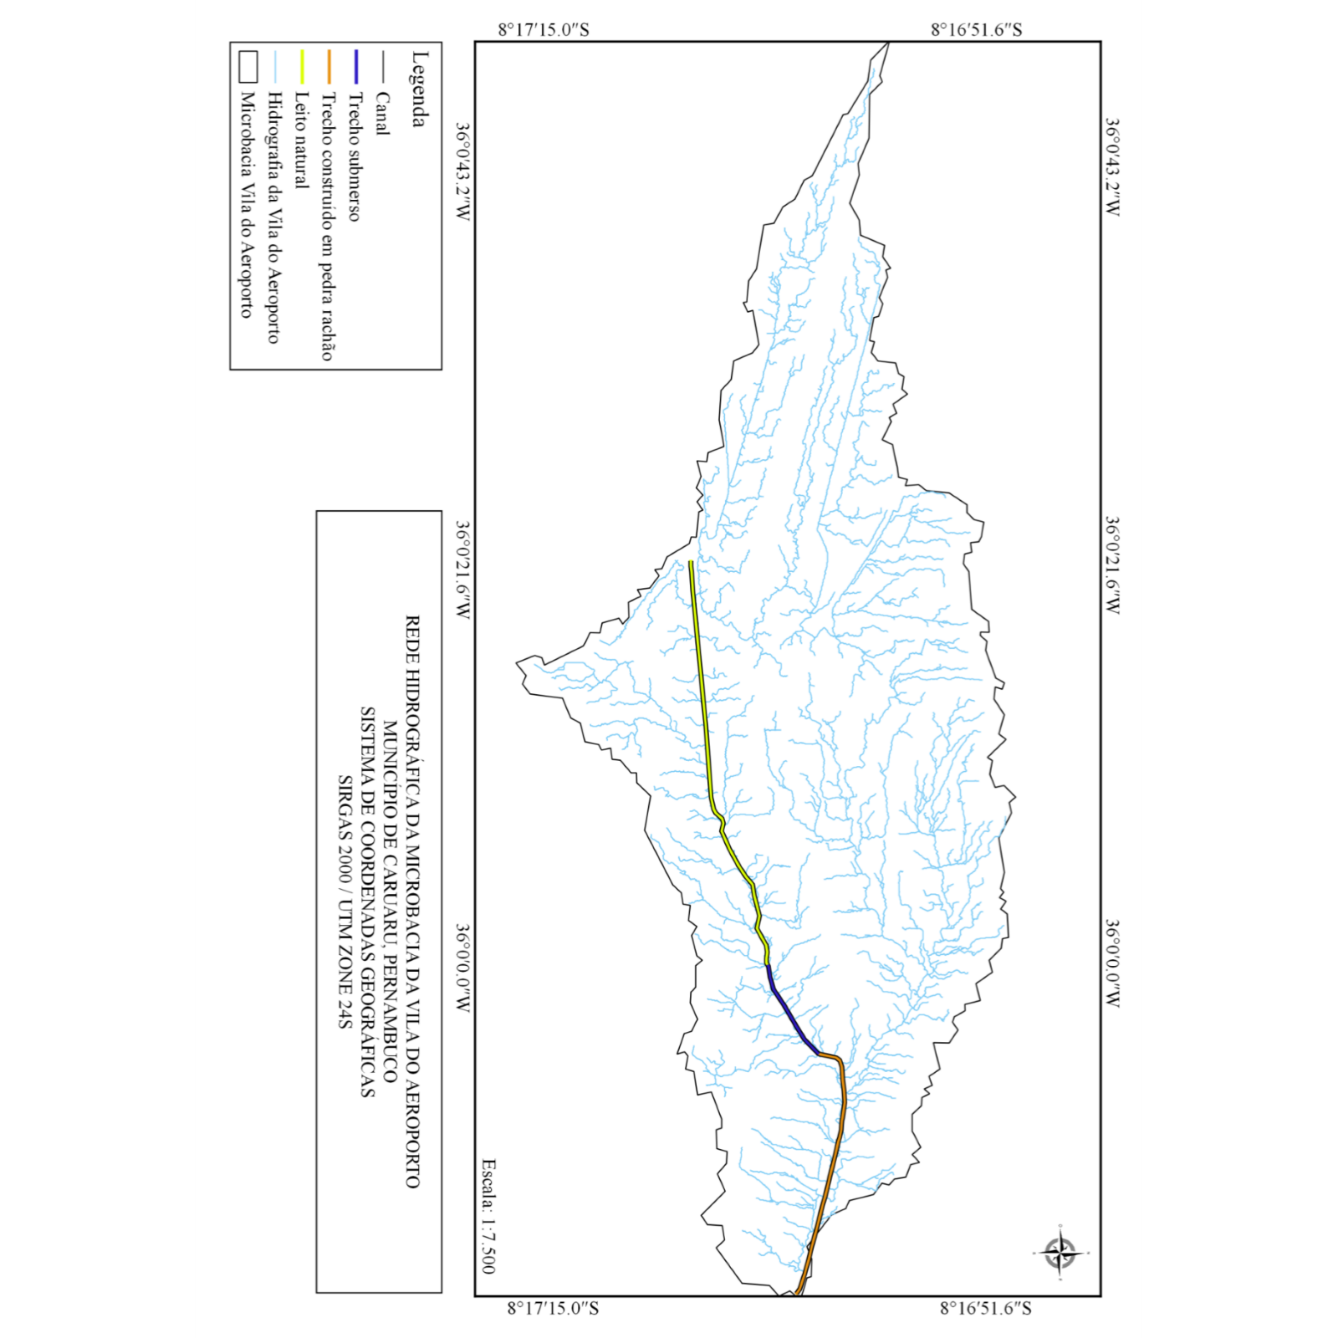 8°17'15.0"S
8°16'51.6"S
36°0'43.2"W
36°0'21.6"W
36°0'0.0"W
36°0'43.2"W
36°0'21.6"W
36°0'0.0"W
8°17'15.0"S
8°16'51.6"S
Escala: 1:7.500
Legenda
Canal
Trecho submerso
Trecho construido em pedra rachão
Leito natural
Hidrografia da Vila do Aeroporto
Microbacia Vila do Aeroporto
REDE HIDROGRÁFICA DA MICROBACIA DA VILA DO AEROPORTO
MUNICÍPIO DE CARUARU, PERNAMBUCO
SISTEMA DE COORDENADAS GEOGRÁFICAS
SIRGAS 2000 / UTM ZONE 24S